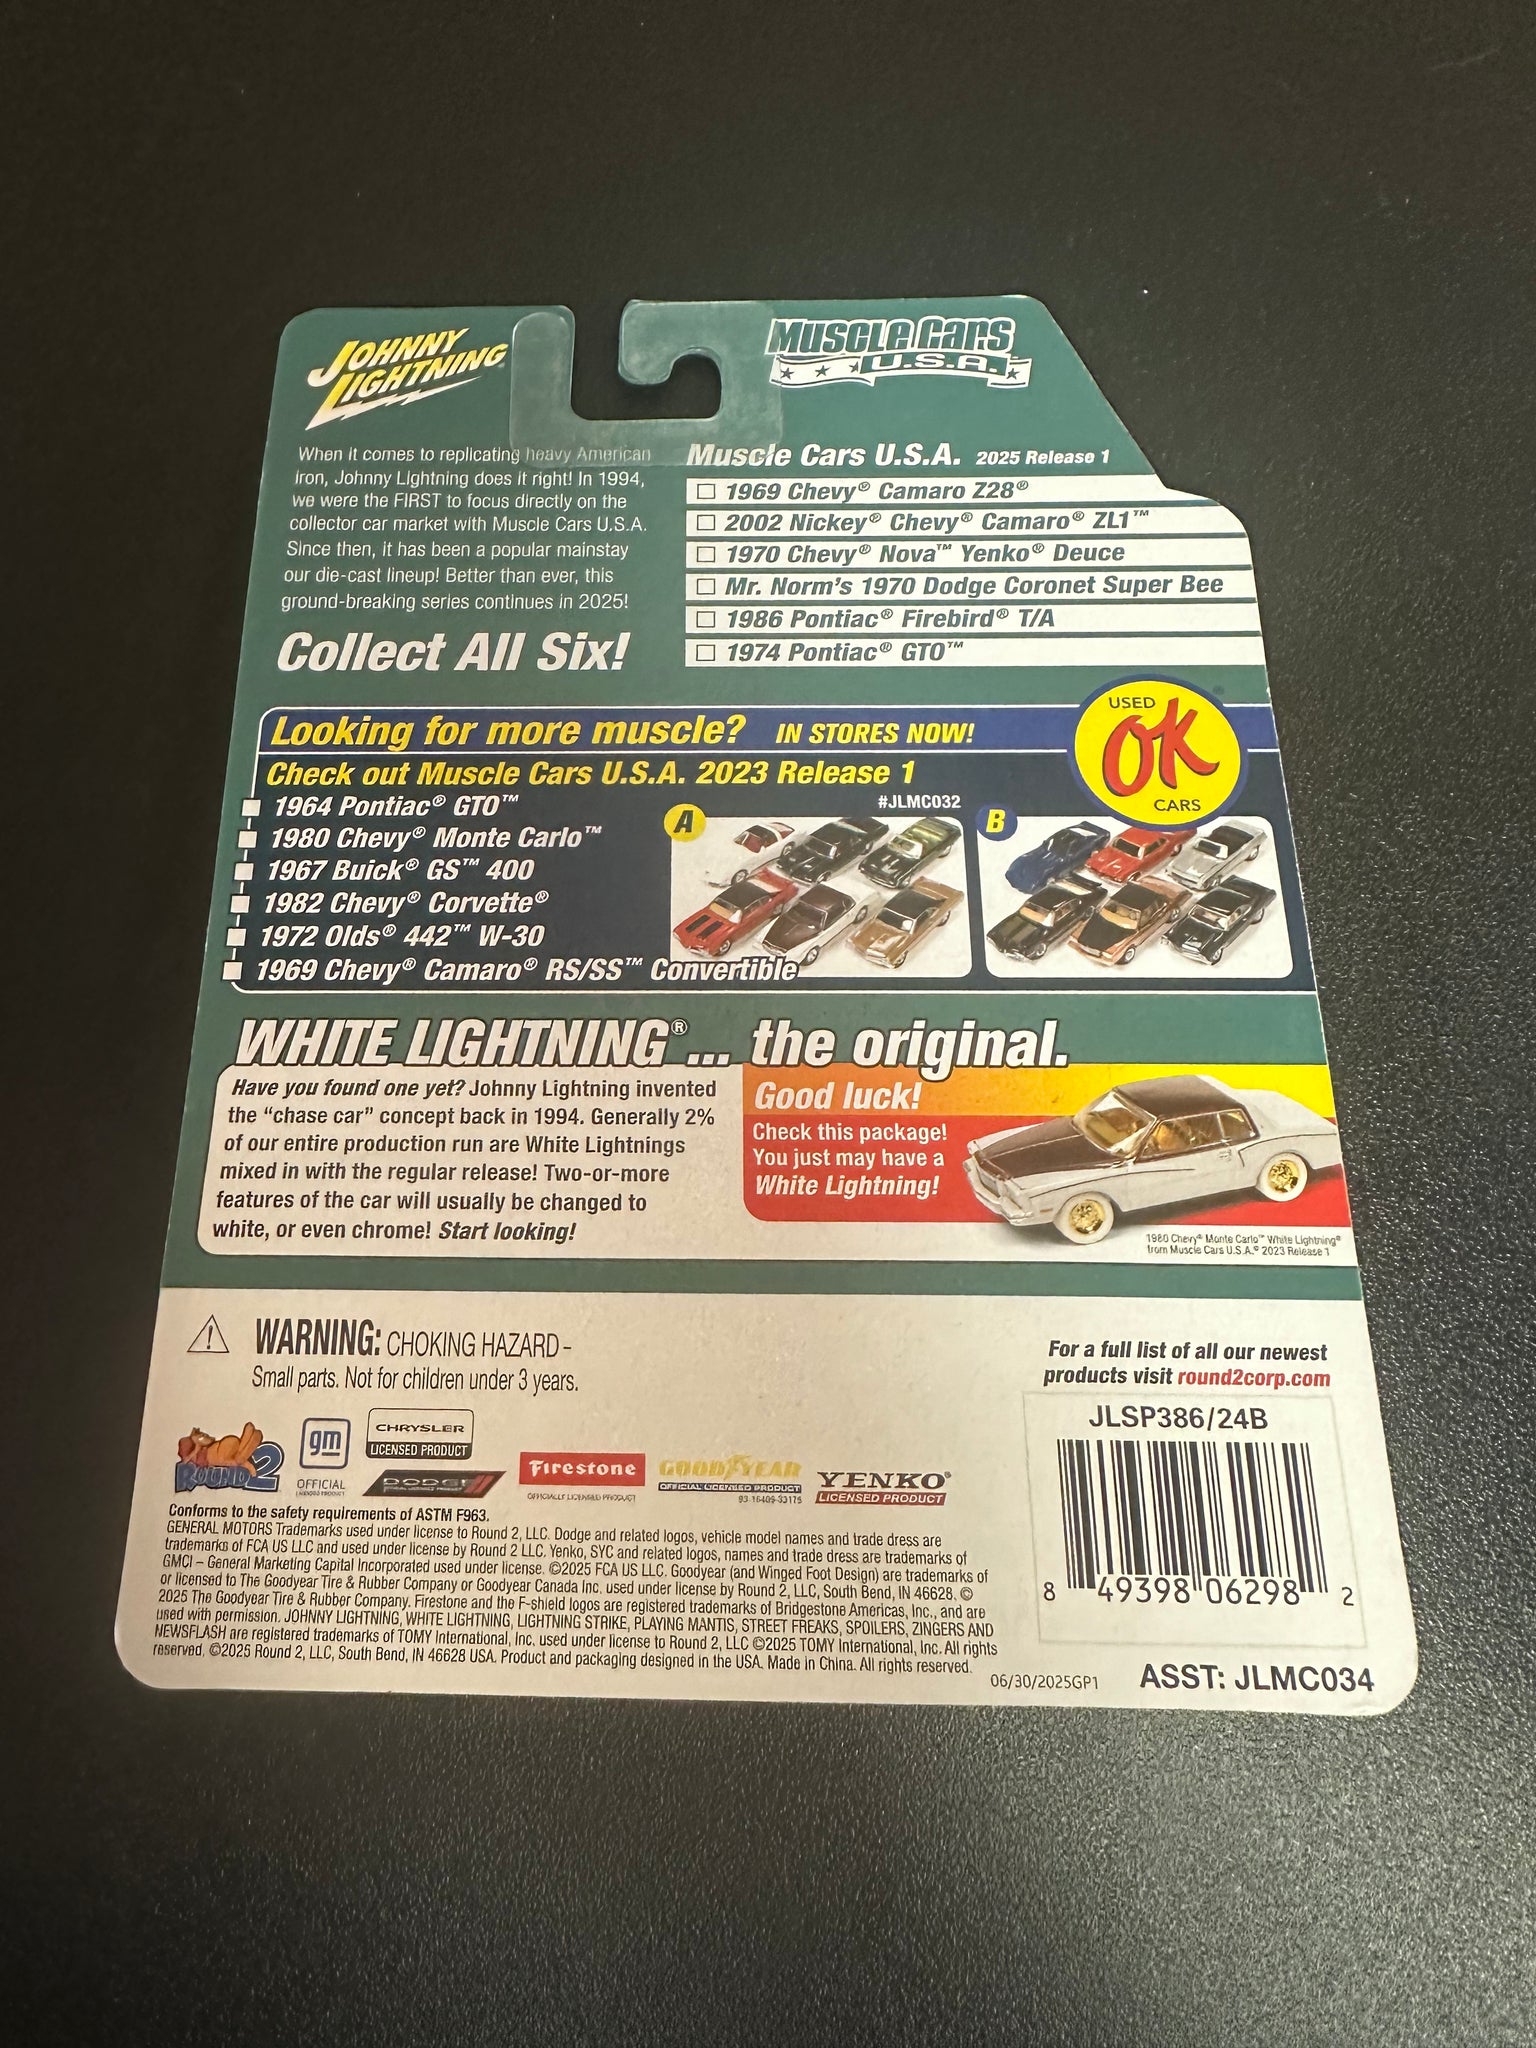 JOHNNY
LIGHTNING
MUSCLE CARS
U.S.A.
When it comes to replicating heavy American
Iron, Johnny Lightning does it right! In 1994,
we were the FIRST to focus directly on the
collector car market with Muscle Cars U.S.A.
Since then, it has been a popular mainstay
our die-cast lineup! Better than ever, this
ground-breaking series continues in 2025!
Collect All Six!
Muscle Cars U.S.A. 2025 Release 1
1969 Chevy® Camaro Z28®
2002 Nickey® Chevy® Camaro® ZL1™
1970 Chevy® Nova™ Yenko® Deuce
Mr. Norm's 1970 Dodge Coronet Super Bee
1986 Pontiac® Firebird® T/A
1974 Pontiac® GTO™
USED
OK
CARS
Looking for more muscle? IN STORES NOW!
Check out Muscle Cars U.S.A. 2023 Release 1
#JLMC032
1964 Pontiac® GTO™
1980 Chevy® Monte Carlo™
1967 Buick® GS™ 400
1982 Chevy® Corvette®
1972 Olds® 442™ W-30
1969 Chevy® Camaro® RS/SS™ Convertible
A
B
WHITE LIGHTNING®... the original.
Have you found one yet? Johnny Lightning invented
the "chase car" concept back in 1994. Generally 2%
of our entire production run are White Lightnings
mixed in with the regular release! Two-or-more
features of the car will usually be changed to
white, or even chrome! Start looking!
Good luck!
Check this package!
You just may have a
White Lightning!
1980 Chevy® Monte Carlo™ White Lightning®
from Muscle Cars U.S.A.® 2023 Release 1
WARNING: CHOKING HAZARD-
Small parts. Not for children under 3 years.
For a full list of all our newest
products visit round2corp.com
ROUND 2
gm
OFFICIAL
LICENSED PRODUCT
CHRYSLER
LICENSED PRODUCT
DODGE
OFFICIAL LICENSED PRODUCT
Firestone
OFFICIALLY LICENSED PRODUCT
GOODYEAR
OFFICIAL LICENSED PRODUCT
YENKO®
LICENSED PRODUCT
Conforms to the safety requirements of ASTM F963.
GENERAL MOTORS Trademarks used under license to Round 2, LLC. Dodge and related logos, vehicle model names and trade dress are
trademarks of FCA US LLC and used under license by Round 2 LLC. Yenko, SYC and related logos, names and trade dress are trademarks of
GMCI – General Marketing Capital Incorporated used under license. ©2025 FCA US LLC. Goodyear (and Winged Foot Design) are trademarks of
or licensed to The Goodyear Tire & Rubber Company or Goodyear Canada Inc. used under license by Round 2, LLC, South Bend, IN 46628. ©
2025 The Goodyear Tire & Rubber Company. Firestone and the F-shield logos are registered trademarks of Bridgestone Americas, Inc., and are
used with permission. JOHNNY LIGHTNING, WHITE LIGHTNING, LIGHTNING STRIKE, PLAYING MANTIS, STREET FREAKS, SPOILERS, ZINGERS AND
NEWSFLASH are registered trademarks of TOMY International, Inc. used under license to Round 2, LLC ©2025 TOMY International, Inc. All rights
reserved. ©2025 Round 2, LLC, South Bend, IN 46628 USA. Product and packaging designed in the USA. Made in China. All rights reserved.
06/30/2025GP1
JLSP386/24B
8 49398 06298 2
ASST: JLMC034